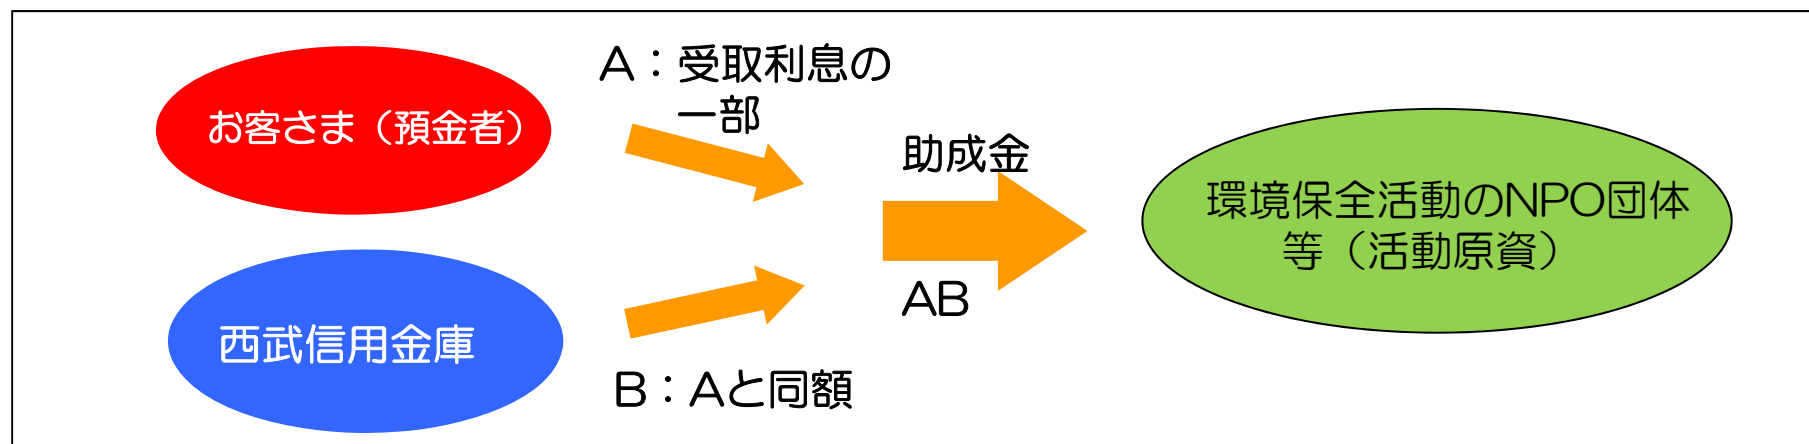 A：受取利息の
一部
お客さま（預金者）
助成金
環境保全活動のNPO団体
等（活動原資）
AB
西武信用金庫
B：Aと同額